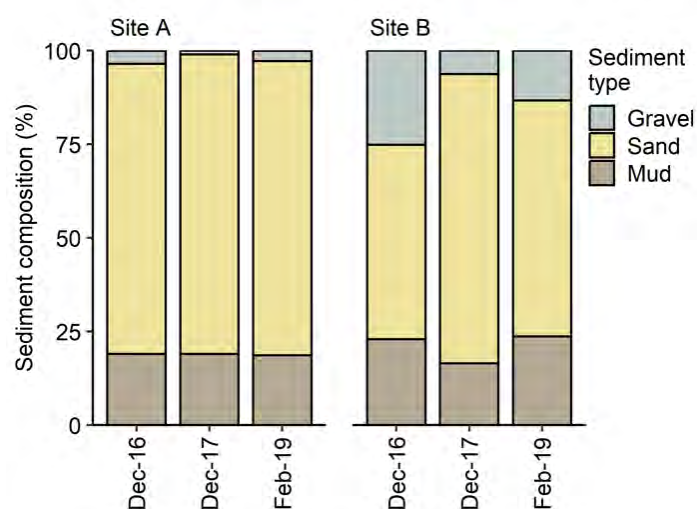 Site A
Site B
Sediment composition (%)
100
75
50
25
0
Dec-16
Dec-17
Feb-19
Dec-16
Dec-17
Feb-19
Sediment
type
Gravel
Sand
Mud